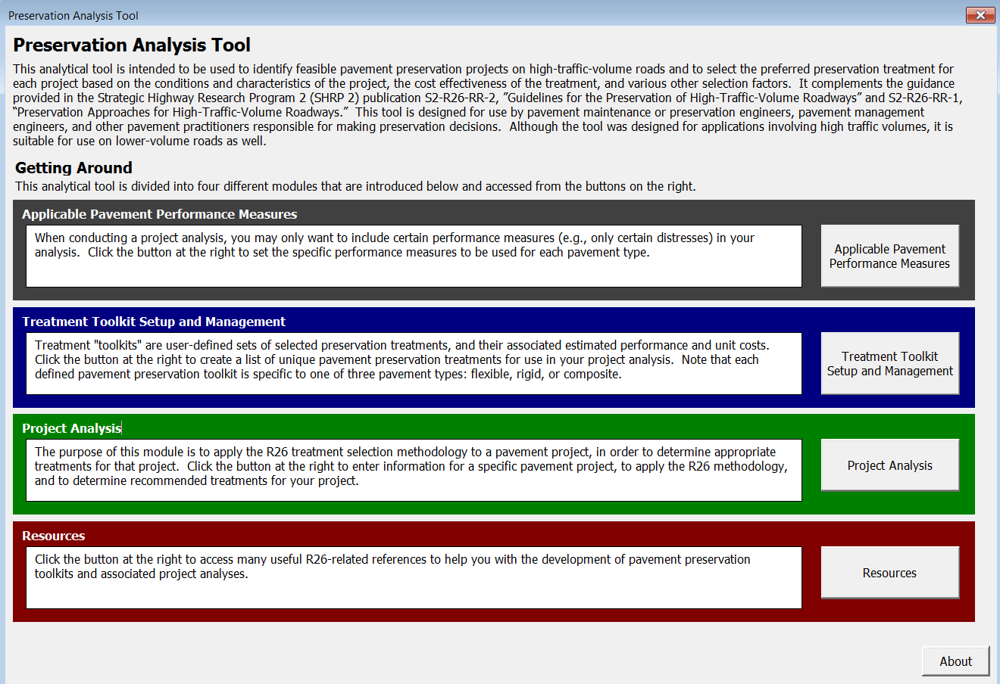 Preservation Analysis Tool
Preservation Analysis Tool
This analytical tool is intended to be used to identify feasible pavement preservation projects on high-traffic-volume roads and to select the preferred preservation treatment for
each project based on the conditions and characteristics of the project, the cost effectiveness of the treatment, and various other selection factors.  It complements the guidance
provided in the Strategic Highway Research Program 2 (SHRP 2) publication S2-R26-RR-2, ”Guidelines for the Preservation of High-Traffic-Volume Roadways” and S2-R26-RR-1,
“Preservation Approaches for High-Traffic-Volume Roadways.”  This tool is designed for use by pavement maintenance or preservation engineers, pavement management
engineers, and other pavement practitioners responsible for making preservation decisions.  Although the tool was designed for applications involving high traffic volumes, it is
suitable for use on lower-volume roads as well.
Getting Around
This analytical tool is divided into four different modules that are introduced below and accessed from the buttons on the right.
Applicable Pavement Performance Measures
When conducting a project analysis, you may only want to include certain performance measures (e.g., only certain distresses) in your
analysis.  Click the button at the right to set the specific performance measures to be used for each pavement type.
Applicable Pavement
Performance Measures
Treatment Toolkit Setup and Management
Treatment "toolkits" are user-defined sets of selected preservation treatments, and their associated estimated performance and unit costs.
Click the button at the right to create a list of unique pavement preservation treatments for use in your project analysis.  Note that each
defined pavement preservation toolkit is specific to one of three pavement types: flexible, rigid, or composite.
Treatment Toolkit
Setup and Management
Project Analysis
The purpose of this module is to apply the R26 treatment selection methodology to a pavement project, in order to determine appropriate
treatments for that project.  Click the button at the right to enter information for a specific pavement project, to apply the R26 methodology,
and to determine recommended treatments for your project.
Project Analysis
Resources
Click the button at the right to access many useful R26-related references to help you with the development of pavement preservation
toolkits and associated project analyses.
Resources
About